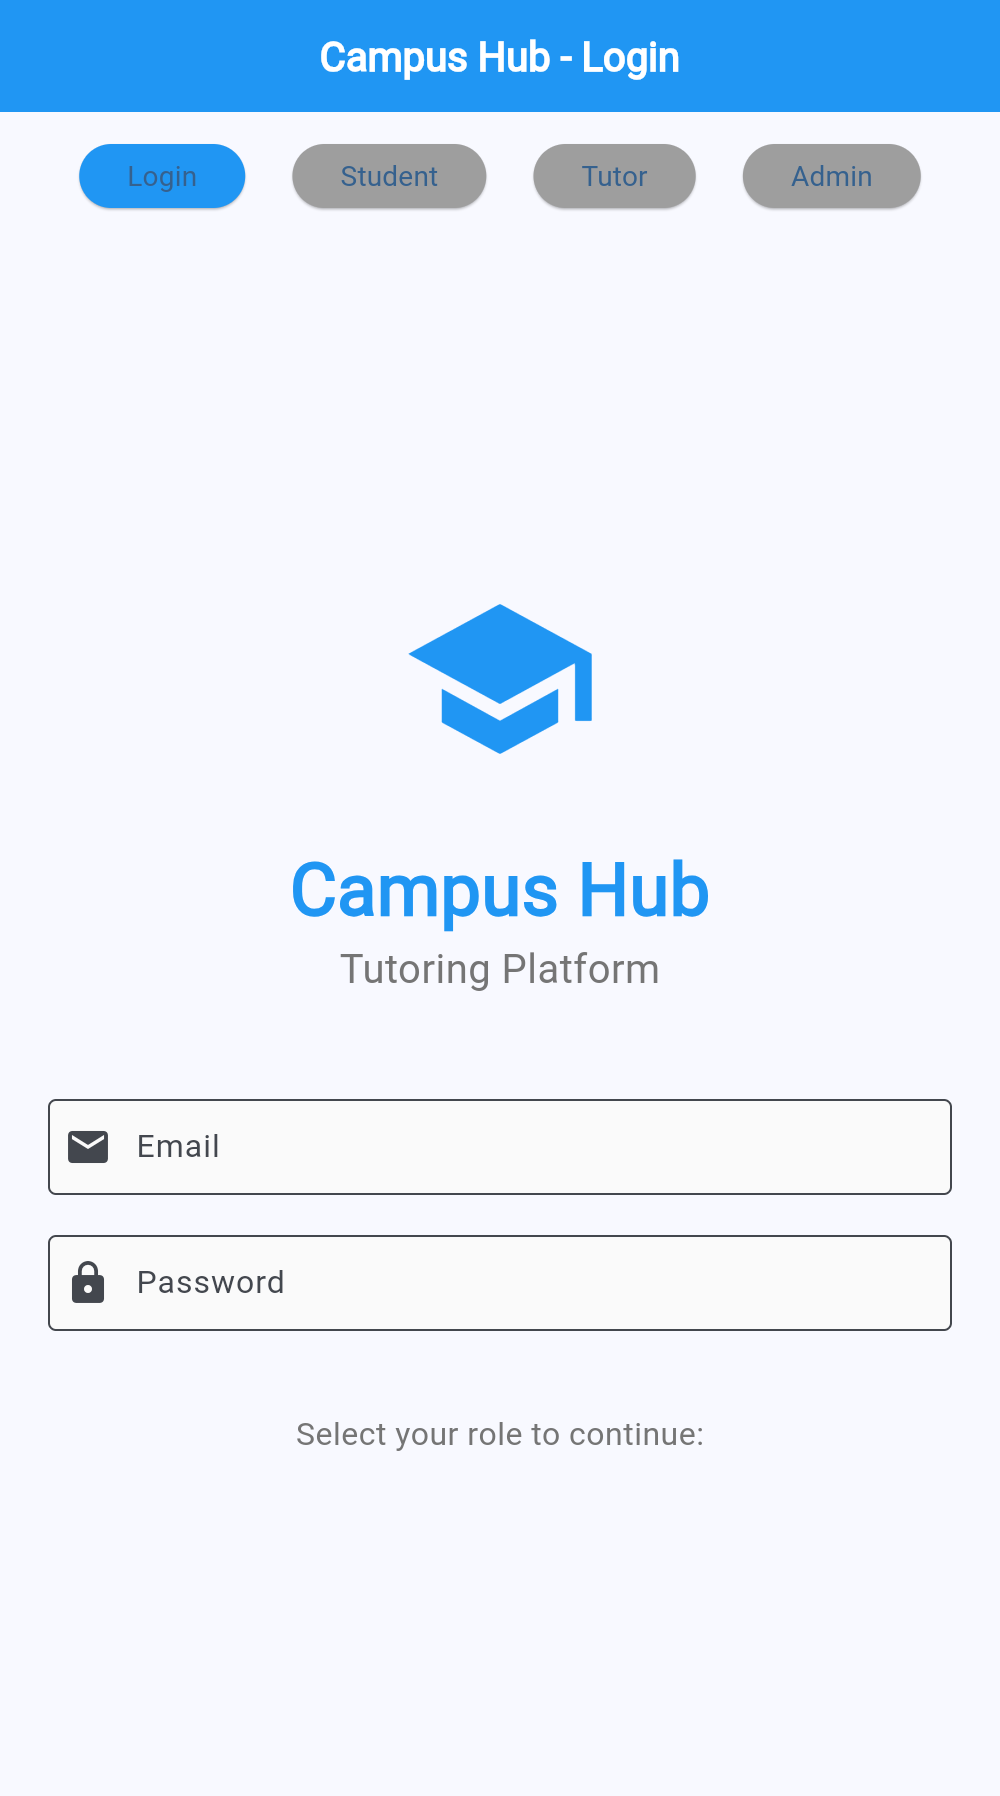 Campus Hub - Login
Login Student Tutor Admin
Campus Hub
Tutoring Platform
Email
Password
Select your role to continue: